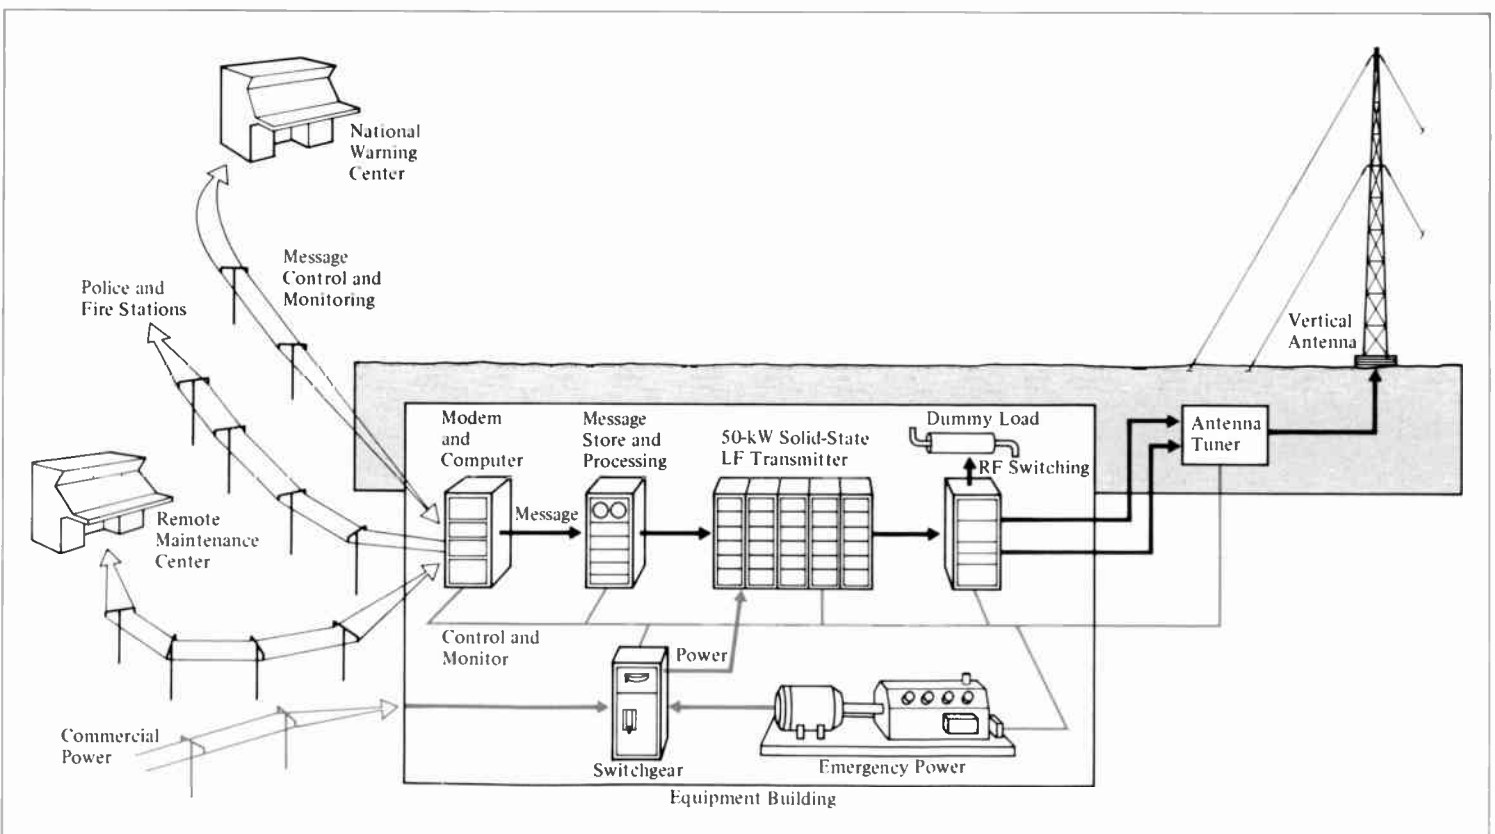 National
Warning
Center
Message
Control and
Monitoring
Police and
Fire Stations
Vertical
Antenna
Modem
and
Computer
Message
Store and
Processing
50-kW Solid-State
LF Transmitter
Dummy Load
RF Switching
Antenna
Tuner
Message
Remote
Maintenance
Center
Control and
Monitor
Power
Commercial
Power
Switchgear
Emergency Power
Equipment Building